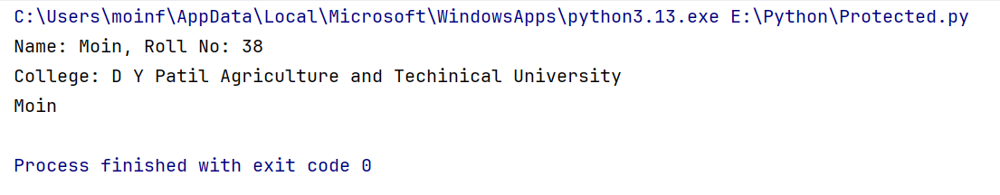 C:\Users\moinf\AppData\Local\Microsoft\WindowsApps\python3.13.exe E:\Python\Protected.py
Name: Moin, Roll No: 38
College: D Y Patil Agriculture and Techinical University
Moin
Process finished with exit code 0